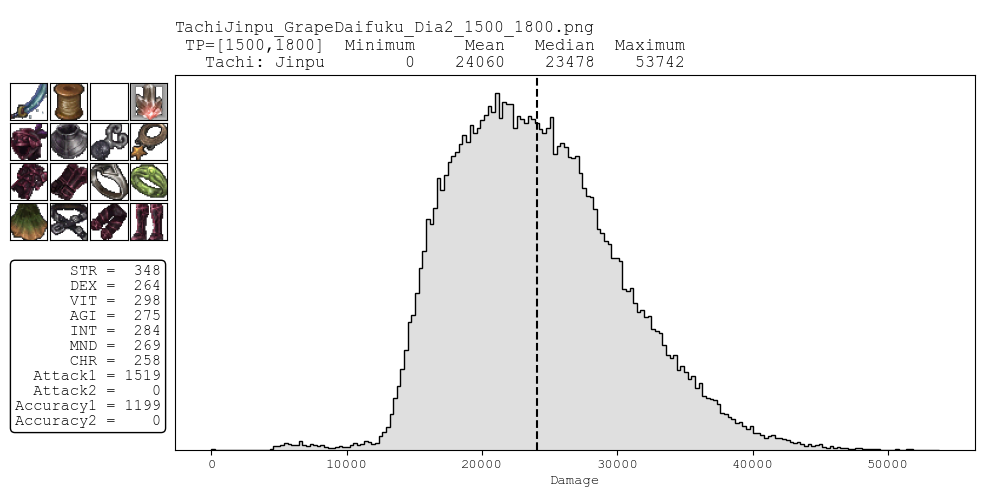 TachiJinpu_GrapeDaifuku_Dia2_1500_1800.png
TP=[1500,1800] Minimum Mean Median Maximum
Tachi: Jinpu 0 24060 23478 53742
STR = 348
DEX = 264
VIT = 298
AGI = 275
INT = 284
MND = 269
CHR = 258
Attack1 = 1519
Attack2 = 0
Accuracy1 = 1199
Accuracy2 = 0
0 10000 20000 30000 40000 50000
Damage